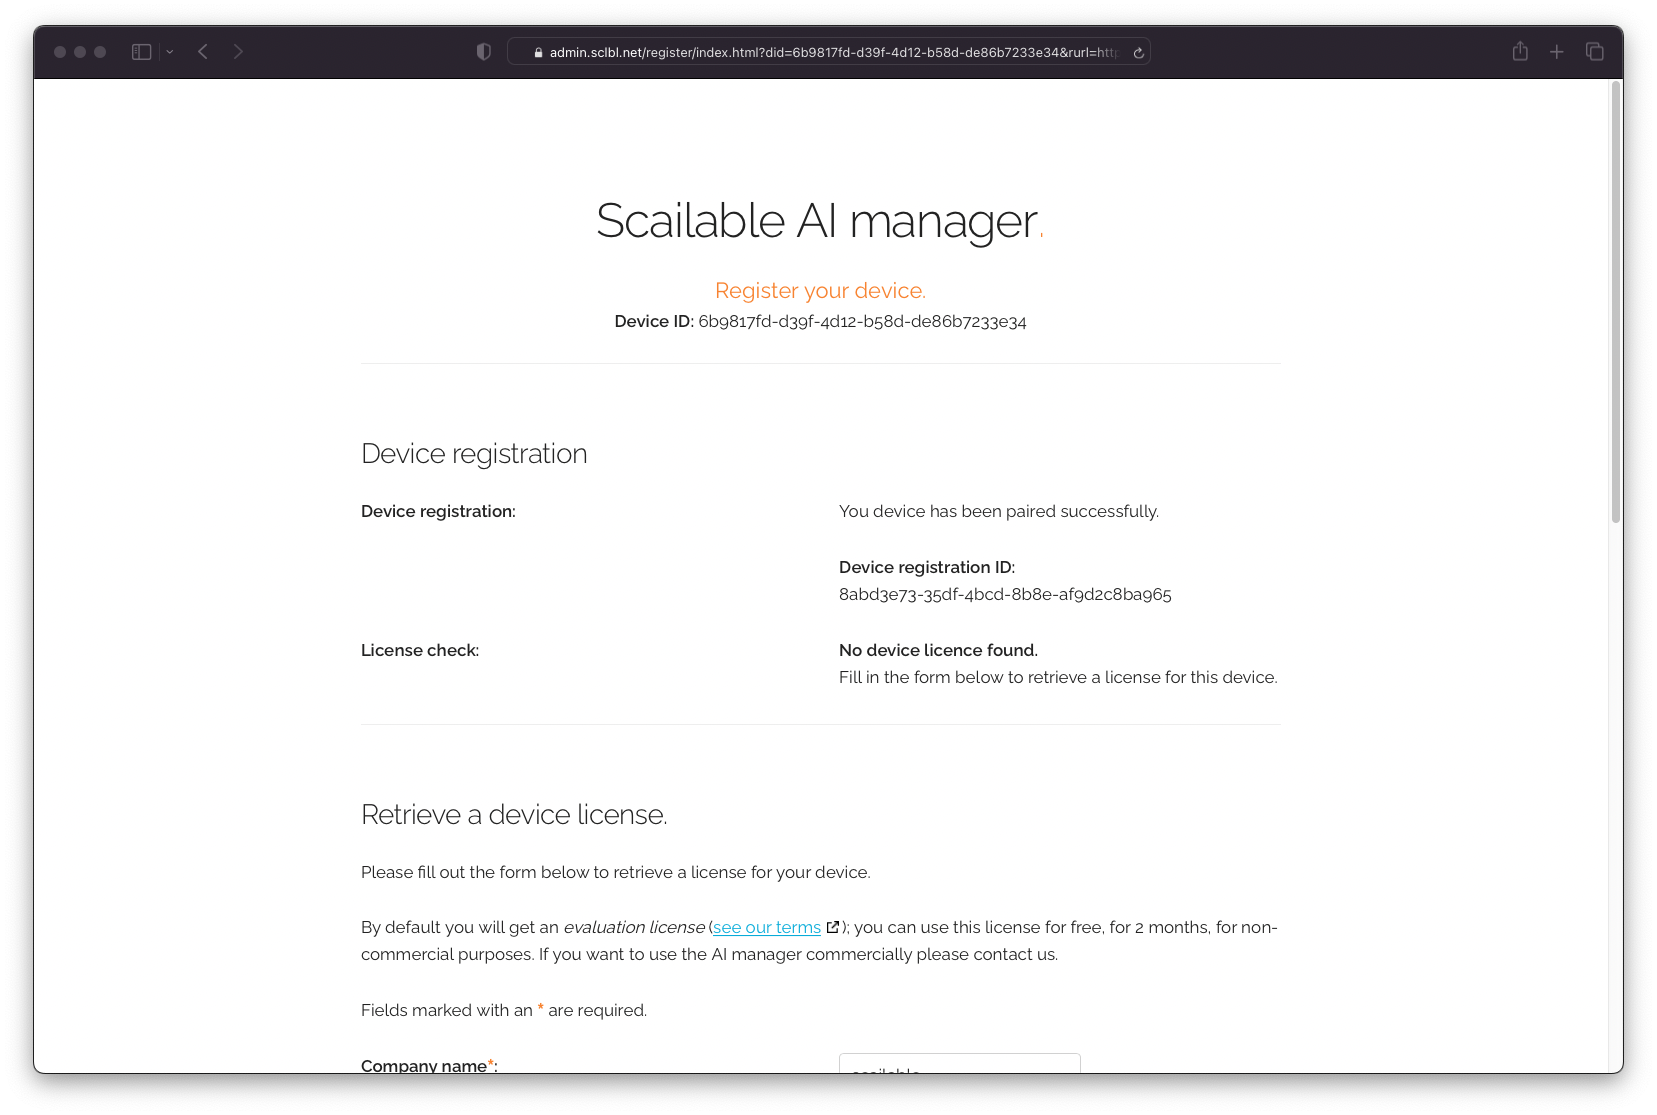 admin.sclbl.net/register/index.html?did=6b9817fd-d39f-4d12-b58d-de86b7233e34&rurl=http
Scailable AI manager.
Register your device.
Device ID: 6b9817fd-d39f-4d12-b58d-de86b7233e34
Device registration
Device registration: You device has been paired successfully.
Device registration ID:
8abd3e73-35df-4bcd-8b8e-af9d2c8ba965
License check: No device licence found.
Fill in the form below to retrieve a license for this device.
Retrieve a device license.
Please fill out the form below to retrieve a license for your device.
By default you will get an evaluation license (see our terms); you can use this license for free, for 2 months, for non-
commercial purposes. If you want to use the AI manager commercially please contact us.
Fields marked with an * are required.
Company name*: scailable